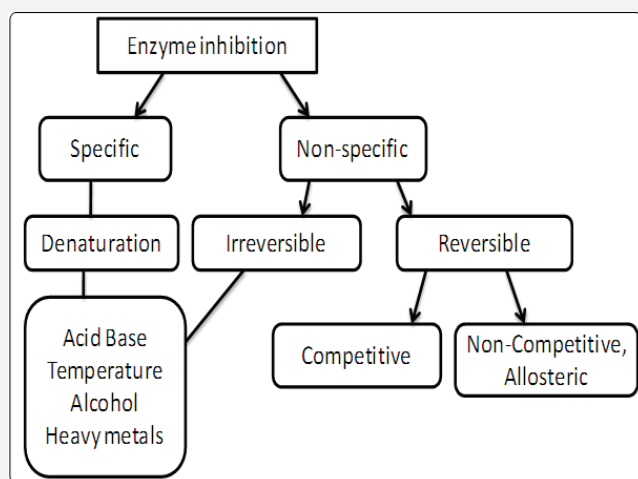 Enzyme inhibition
Specific
Non-specific
Denaturation
Irreversible
Reversible
Acid Base
Temperature
Alcohol
Heavy metals
Competitive
Non-Competitive,
Allosteric